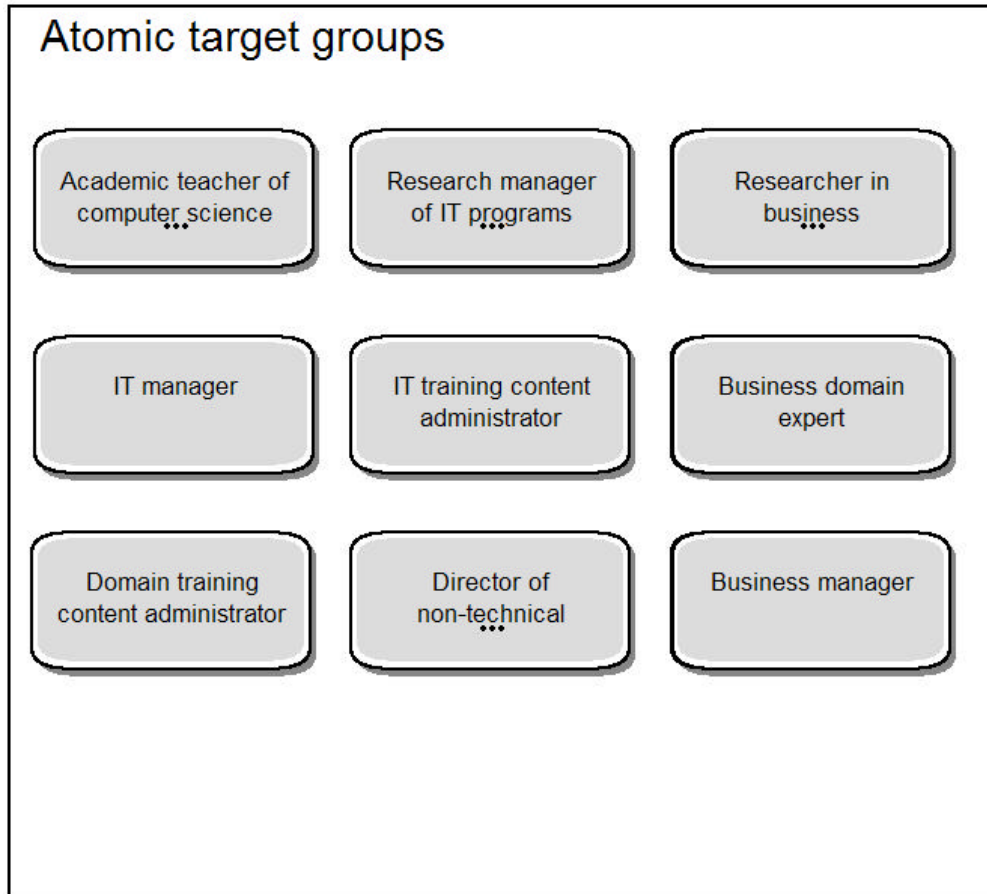 Atomic target groups
Academic teacher of
computer science
...
Research manager
of IT programs
...
Researcher in
business
...
IT manager
IT training content
administrator
Business domain
expert
Domain training
content administrator
Director of
non-technical
...
Business manager